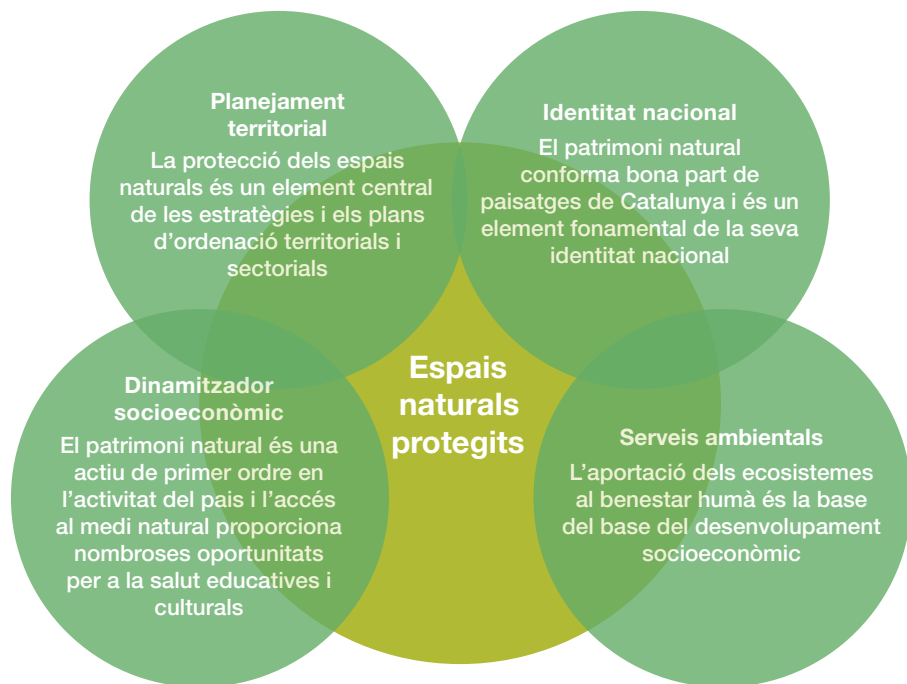 Planejament
territorial
La protecció dels espais
naturals és un element central
de les estratègies i els plans
d'ordenació territorials i
sectorials
Identitat nacional
El patrimoni natural
conforma bona part de
paisatges de Catalunya i és un
element fonamental de la seva
identitat nacional
Espais
naturals
protegits
Dinamitzador
socioeconòmic
El patrimoni natural és una
actiu de primer ordre en
l'activitat del pais i l'accés
al medi natural proporciona
nombroses oportunitats
per a la salut educatives i
culturals
Serveis ambientals
L'aportació dels ecosistemes
al benestar humà és la base
del base del desenvolupament
socioeconòmic